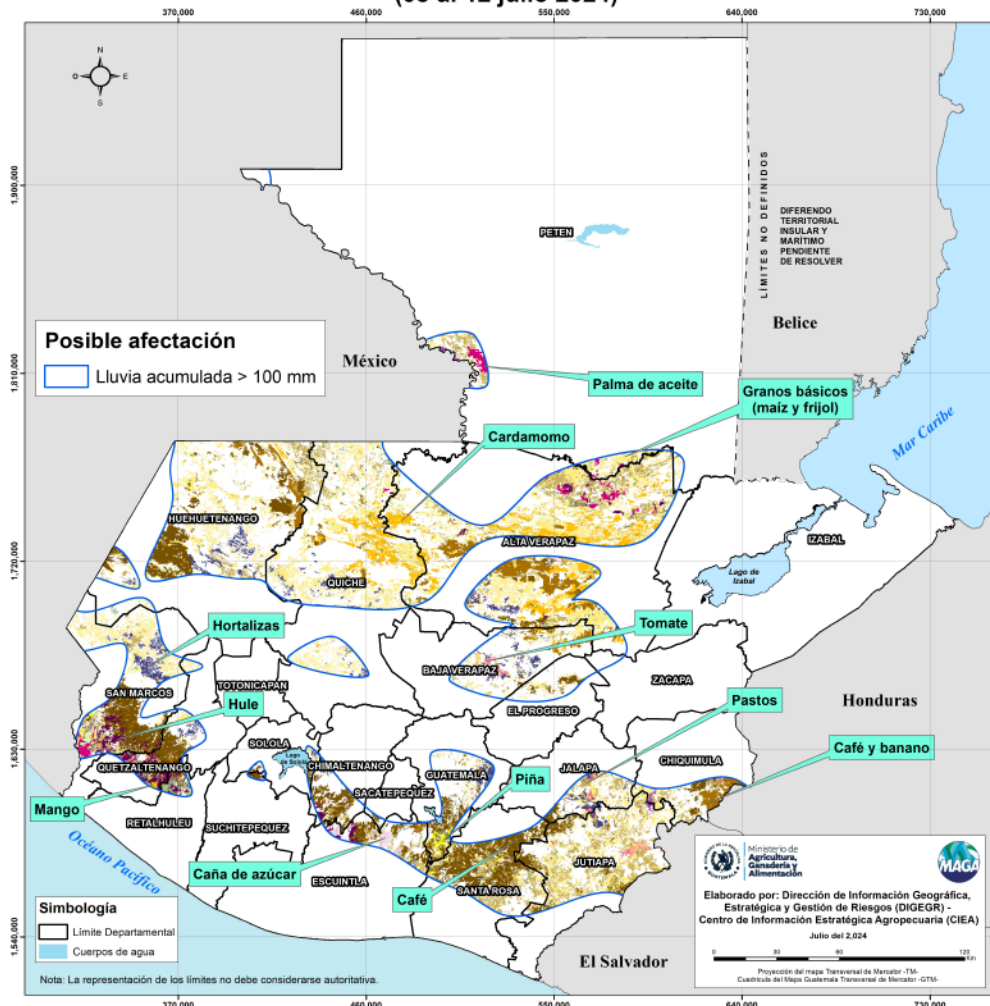 370,000
460,000
550,000
640,000
730,000
N
O
E
S
1,900,000
1,810,000
1,720,000
1,630,000
1,540,000
PETEN
LÍMITES NO DEFINIDOS
DIFERENDO
TERRITORIAL
INSULAR Y
MARÍTIMO
PENDIENTE
DE RESOLVER
Belice
Posible afectación
Lluvia acumulada > 100 mm
México
Palma de aceite
Granos básicos
(maíz y frijol)
Cardamomo
Mar Caribe
HUEHUETENANGO
QUICHE
ALTA VERAPAZ
IZABAL
Lago de
Izabal
Hortalizas
Tomate
BAJA VERAPAZ
SAN MARCOS
TOTONICAPAN
ZACAPA
EL PROGRESO
Hule
Pastos
Honduras
SOLOLA
Lago
de Sololá
QUETZALTENANGO
CHIMALTENANGO
GUATEMALA
JALAPA
CHIQUIMULA
Café y banano
SACATEPEQUEZ
Piña
Mango
RETALHULEU
SUCHITEPEQUEZ
Océano Pacífico
Caña de azúcar
ESCUINTLA
Café
SANTA ROSA
JUTIAPA
El Salvador
Simbología
Límite Departamental
Cuerpos de agua
Nota: La representación de los límites no debe considerarse autoritativa.
Ministerio de
Agricultura,
Ganadería y
Alimentación
MAGA
Elaborado por: Dirección de Información Geográfica,
Estratégica y Gestión de Riesgos (DIGEGR) -
Centro de Información Estratégica Agropecuaria (CIEA)
Julio del 2,024
0 30 60 120
Km
Proyección del mapa Transversal de Mercator -TM-
Cuadrícula del Mapa Guatemala Transversal de Mercator -GTM-
370,000
460,000
550,000
640,000
730,000